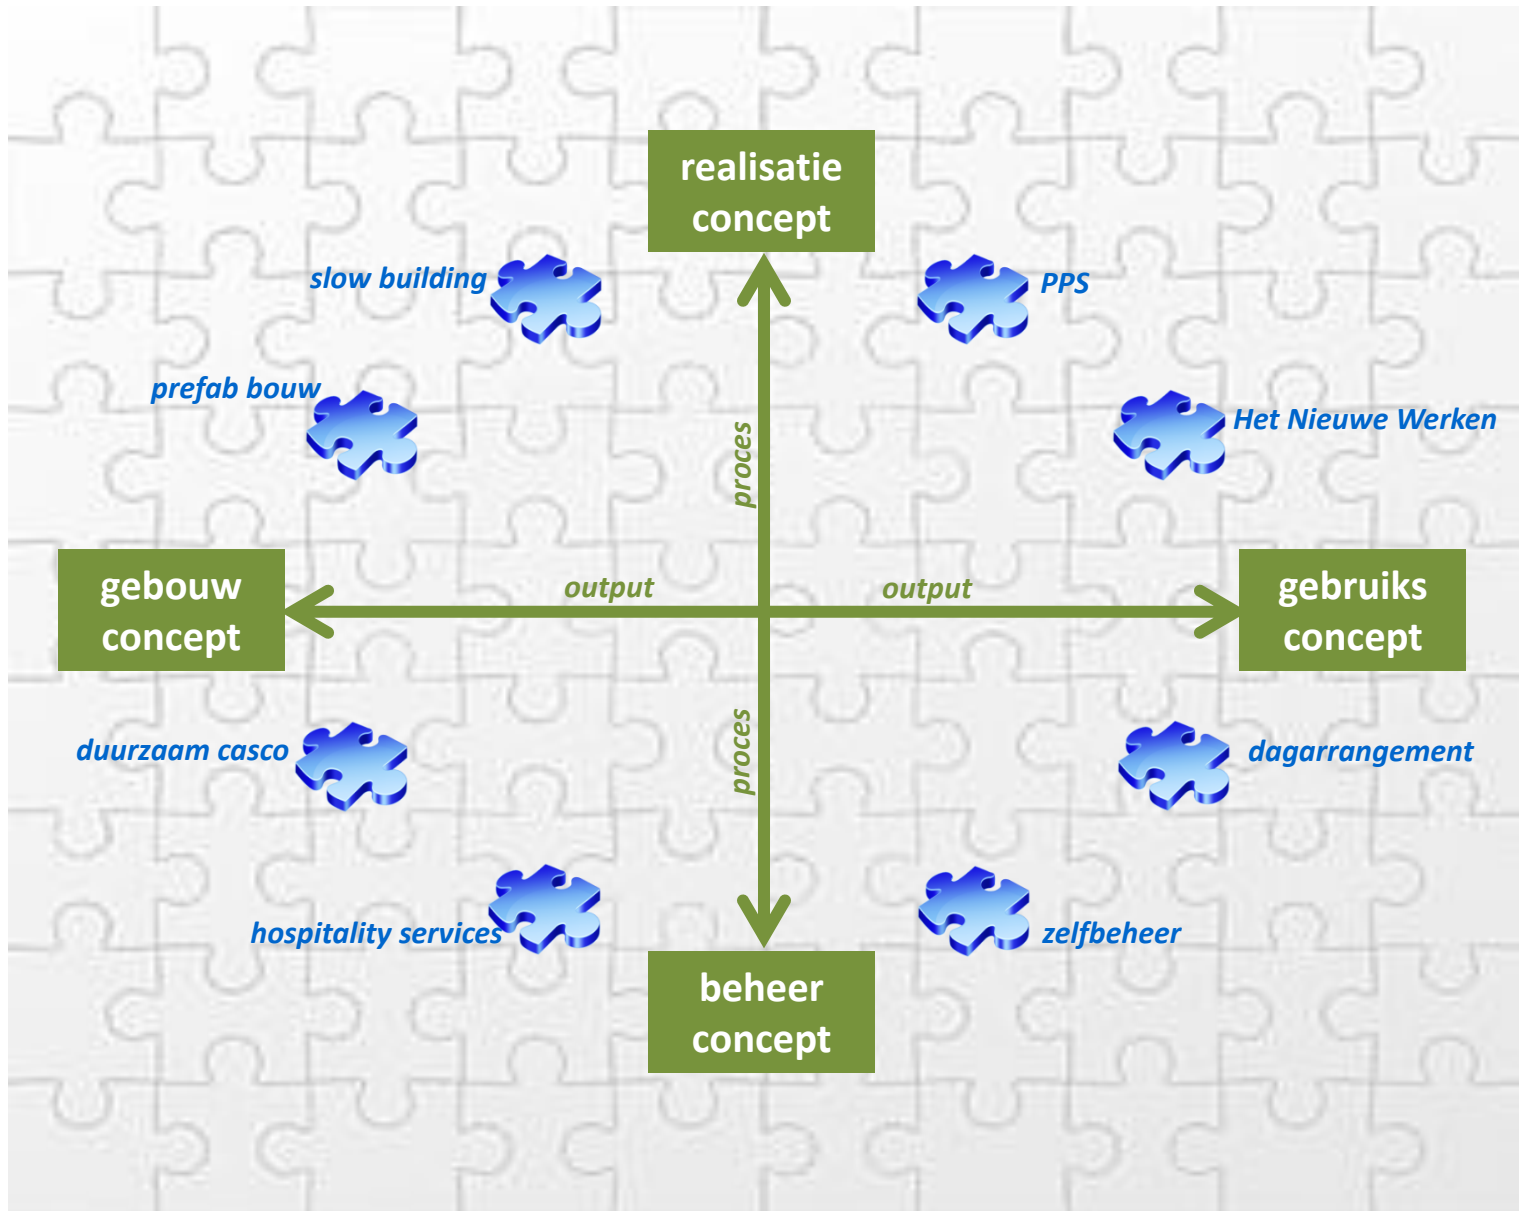 realisatie
concept
slow building
PPS
prefab bouw
Het Nieuwe Werken
proces
gebouw
concept
output
output
gebruiks
concept
proces
duurzaam casco
dagarrangement
hospitality services
zelfbeheer
beheer
concept